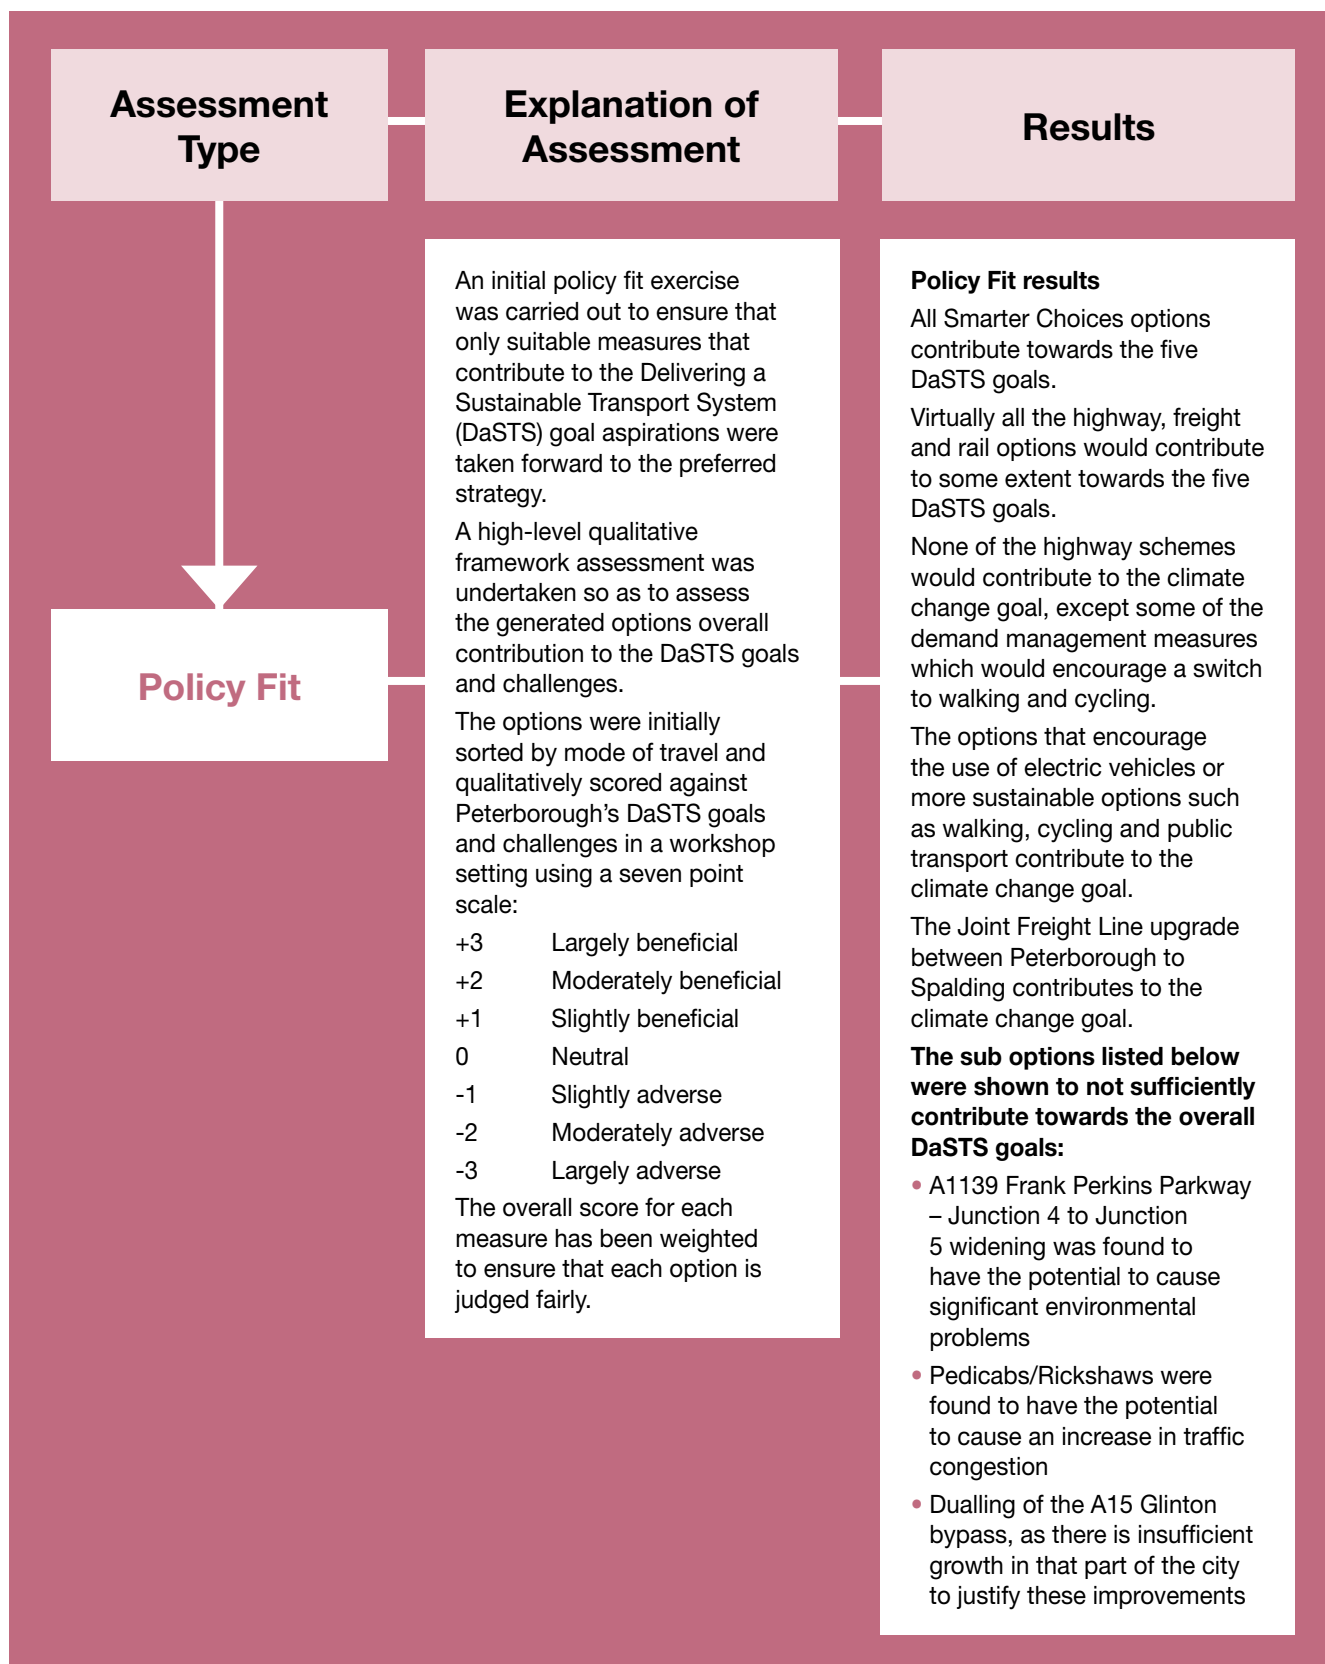 Assessment
Type
Explanation of
Assessment
Results
Policy Fit
An initial policy fit exercise
was carried out to ensure that
only suitable measures that
contribute to the Delivering a
Sustainable Transport System
(DaSTS) goal aspirations were
taken forward to the preferred
strategy.
A high-level qualitative
framework assessment was
undertaken so as to assess
the generated options overall
contribution to the DaSTS goals
and challenges.
The options were initially
sorted by mode of travel and
qualitatively scored against
Peterborough’s DaSTS goals
and challenges in a workshop
setting using a seven point
scale:
+3 Largely beneficial
+2 Moderately beneficial
+1 Slightly beneficial
0 Neutral
-1 Slightly adverse
-2 Moderately adverse
-3 Largely adverse
The overall score for each
measure has been weighted
to ensure that each option is
judged fairly.
Policy Fit results
All Smarter Choices options
contribute towards the five
DaSTS goals.
Virtually all the highway, freight
and rail options would contribute
to some extent towards the five
DaSTS goals.
None of the highway schemes
would contribute to the climate
change goal, except some of the
demand management measures
which would encourage a switch
to walking and cycling.
The options that encourage
the use of electric vehicles or
more sustainable options such
as walking, cycling and public
transport contribute to the
climate change goal.
The Joint Freight Line upgrade
between Peterborough to
Spalding contributes to the
climate change goal.
The sub options listed below
were shown to not sufficiently
contribute towards the overall
DaSTS goals:
• A1139 Frank Perkins Parkway
– Junction 4 to Junction
5 widening was found to
have the potential to cause
significant environmental
problems
• Pedicabs/Rickshaws were
found to have the potential
to cause an increase in traffic
congestion
• Dualling of the A15 Glinton
bypass, as there is insufficient
growth in that part of the city
to justify these improvements